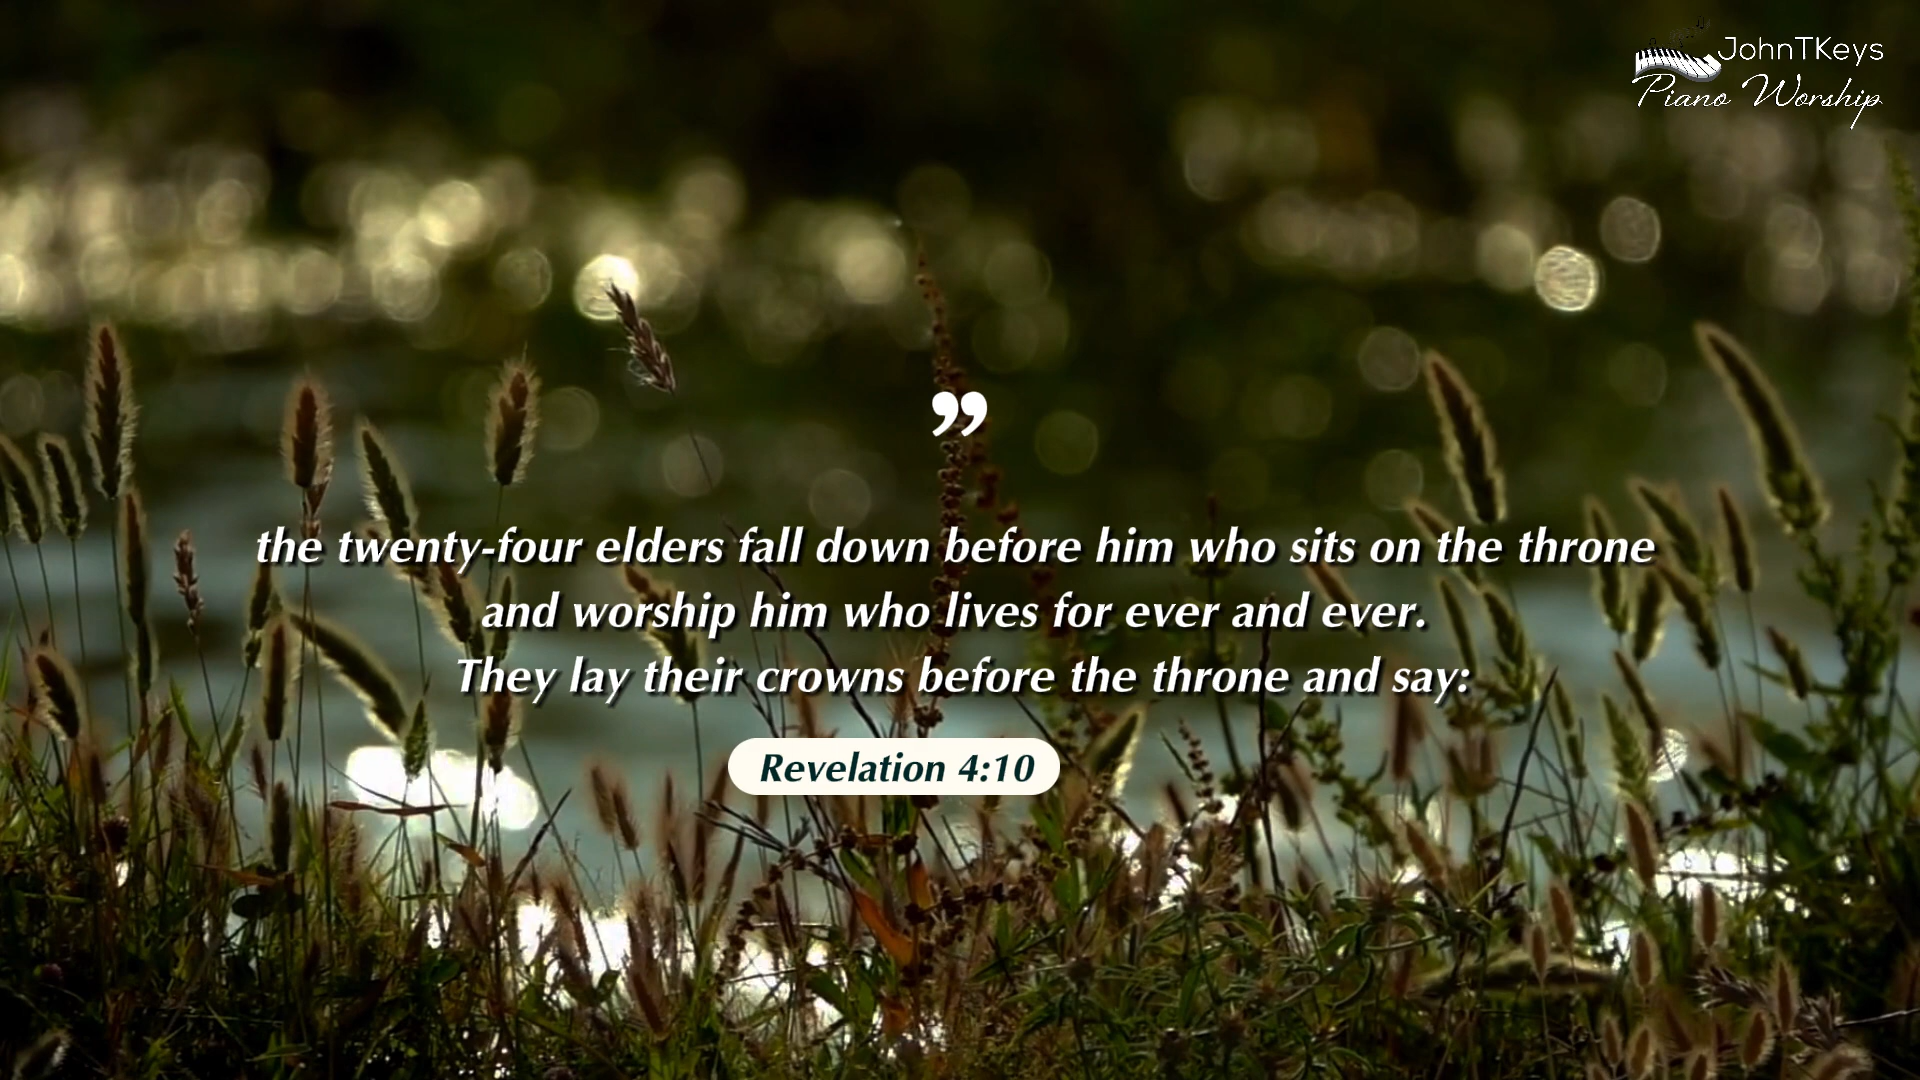 JohnTKeys
Piano Worship
”
the twenty-four elders fall down before him who sits on the throne
and worship him who lives for ever and ever.
They lay their crowns before the throne and say:
Revelation 4:10